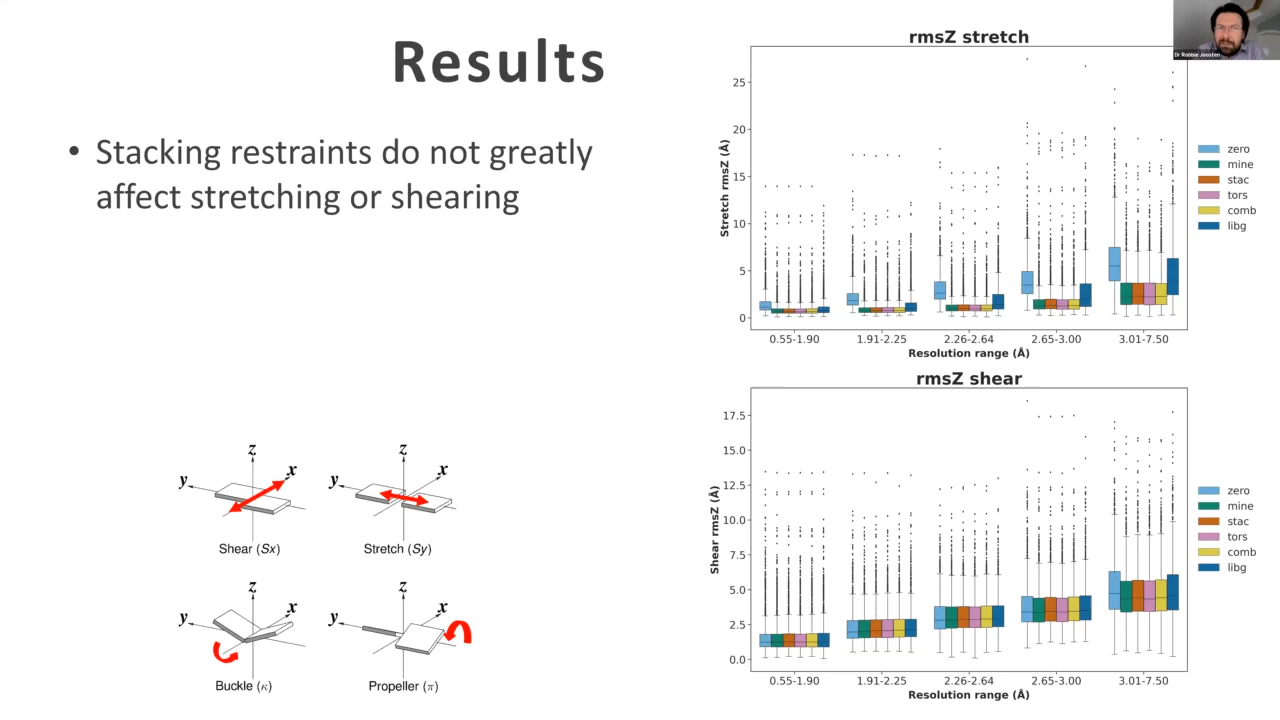 Results
• Stacking restraints do not greatly
affect stretching or shearing
z
x
y
Shear (Sx)
z
x
y
Stretch (Sy)
z
x
y
Buckle (κ)
z
x
y
Propeller (π)
rmsZ stretch
Stretch rmsZ (Å)
25
20
15
10
5
0
0.55-1.90 1.91-2.25 2.26-2.64 2.65-3.00 3.01-7.50
Resolution range (Å)
zero
mine
stac
tors
comb
libg
rmsZ shear
Shear rmsZ (Å)
17.5
15.0
12.5
10.0
7.5
5.0
2.5
0.0
0.55-1.90 1.91-2.25 2.26-2.64 2.65-3.00 3.01-7.50
Resolution range (Å)
zero
mine
stac
tors
comb
libg
Dr Robbie Joosten